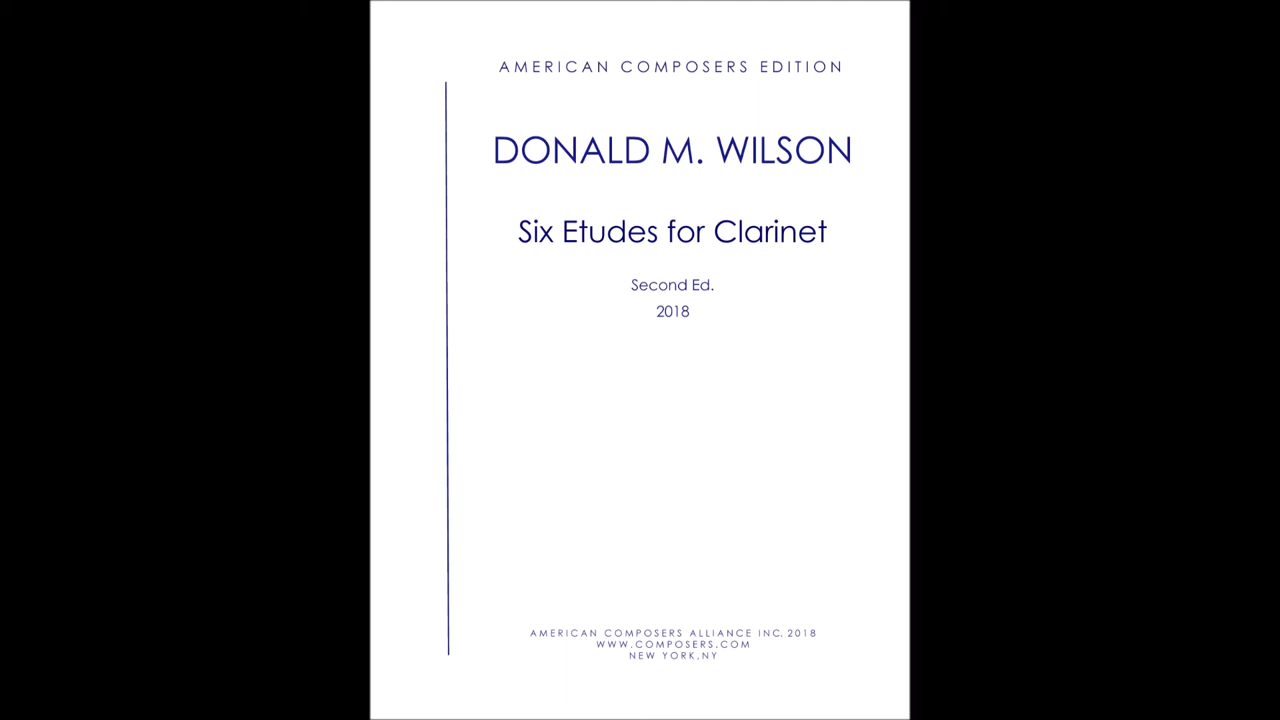 AMERICAN COMPOSERS EDITION
DONALD M. WILSON
Six Etudes for Clarinet
Second Ed.
2018
AMERICAN COMPOSERS ALLIANCE INC. 2018
WWW.COMPOSERS.COM
NEW YORK,NY